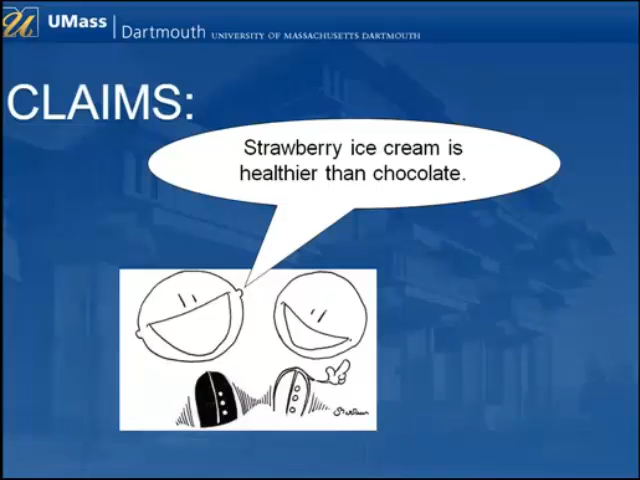 UMass
Dartmouth UNIVERSITY OF MASSACHUSETTS DARTMOUTH
CLAIMS:
Strawberry ice cream is
healthier than chocolate.